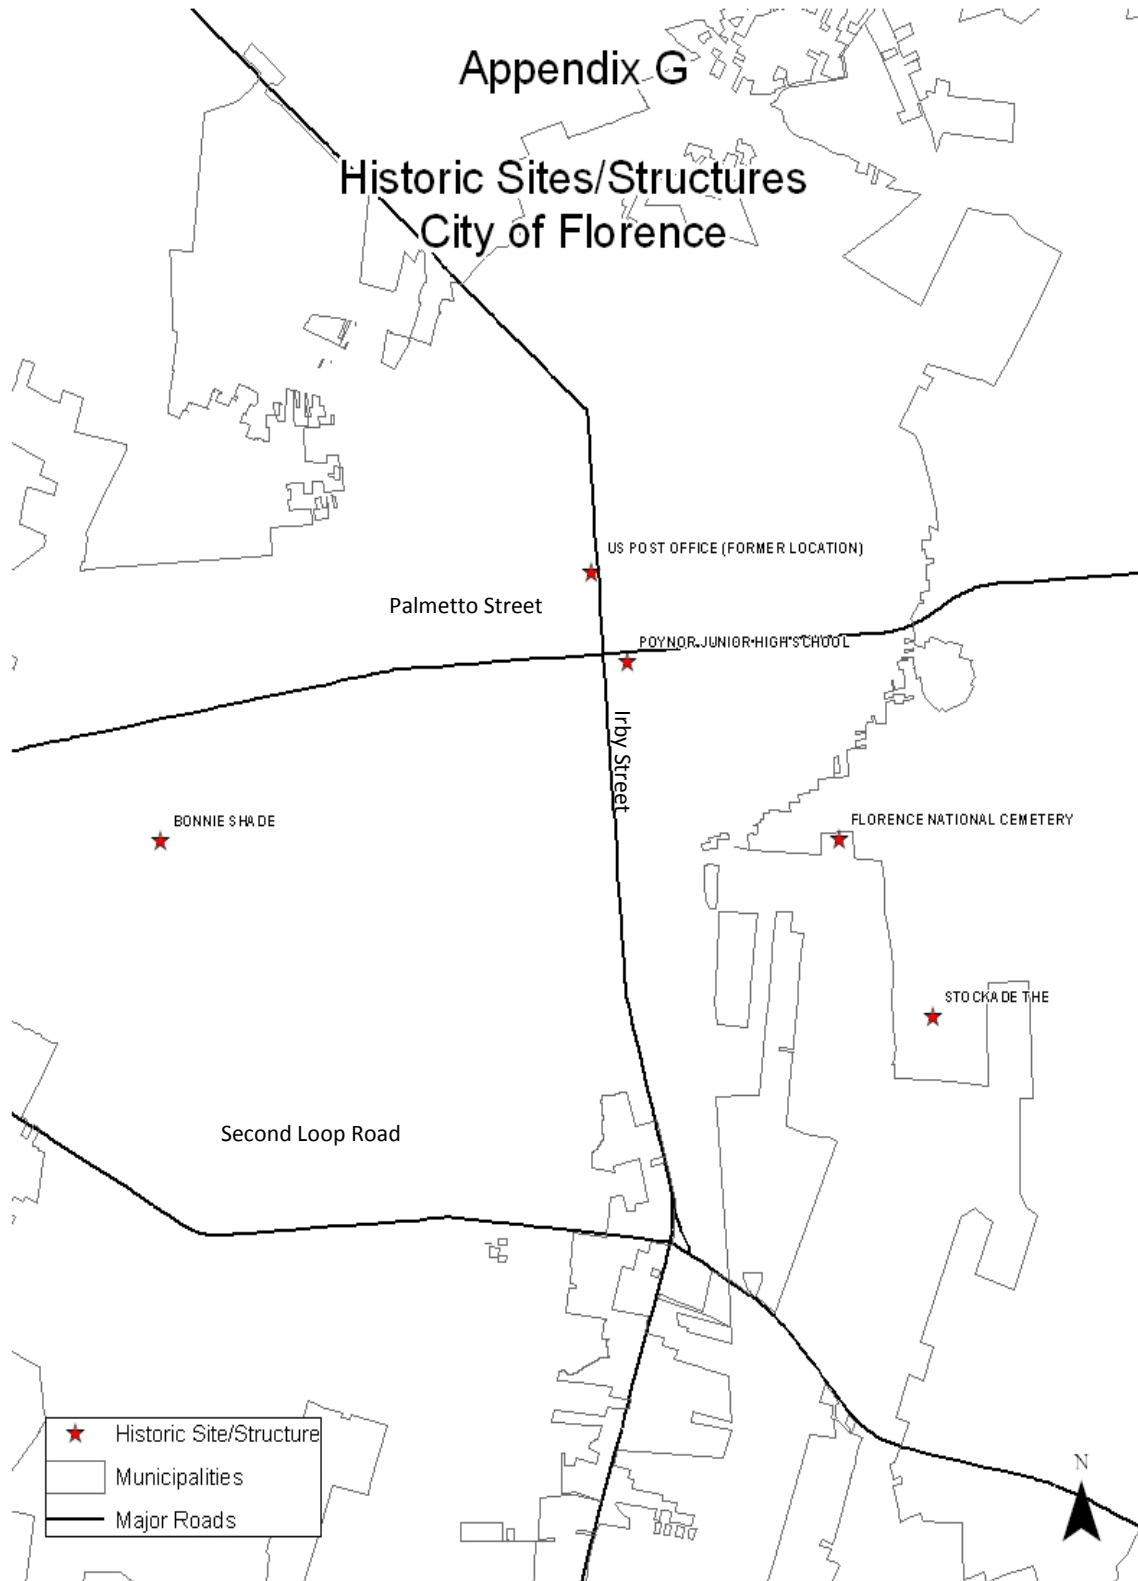 Appendix G
Historic Sites/Structures
City of Florence
US POST OFFICE (FORMER LOCATION)
Palmetto Street
POYNOR JUNIOR HIGH SCHOOL
Irby Street
BONNIE SHADE
FLORENCE NATIONAL CEMETERY
STOCKADE THE
Second Loop Road
Historic Site/Structure
Municipalities
Major Roads
N